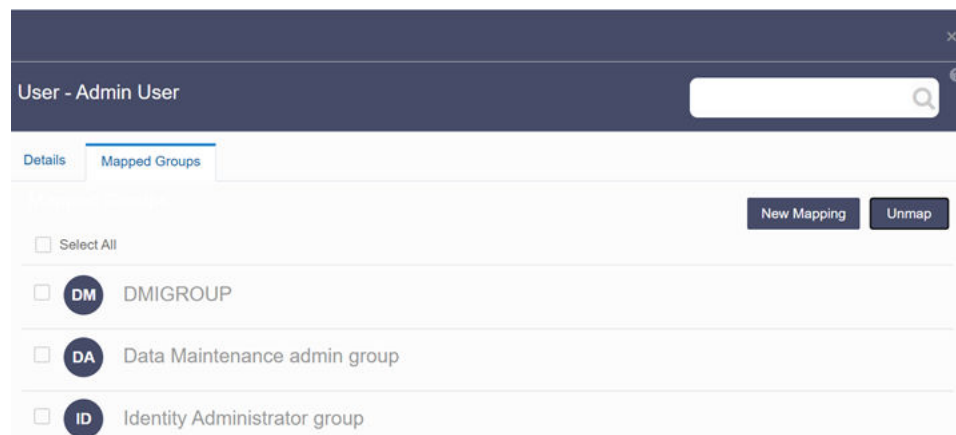 ×
User - Admin User
Details Mapped Groups
New Mapping Unmap
Select All
DM DMIGROUP
DA Data Maintenance admin group
ID Identity Administrator group